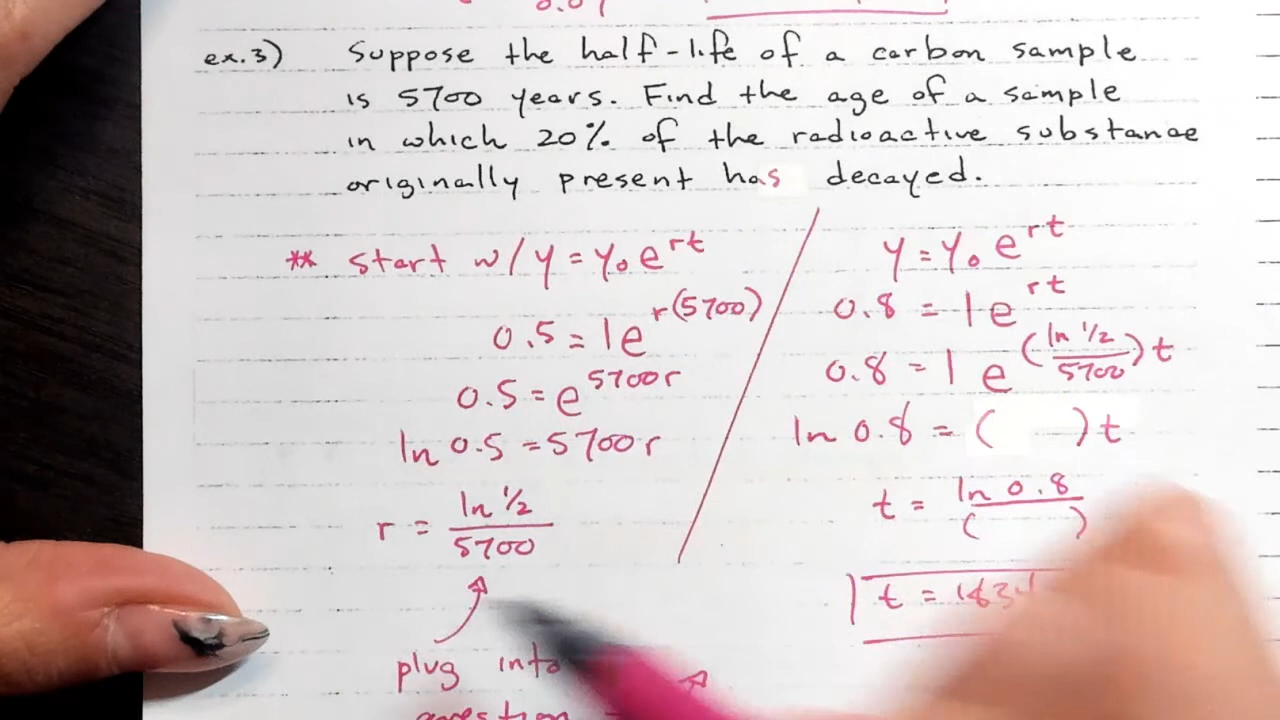 0.04
ex.3) Suppose the half-life of a carbon sample
is 5700 years. Find the age of a sample
in which 20% of the radioactive substance
originally present has decayed.
** start w/ y = y₀e^rt
0.5 = 1e^r(5700)
0.5 = e^5700r
ln 0.5 = 5700r
r = ln ½ / 5700
plug into
question
y = y₀e^rt
0.8 = 1e^rt
0.8 = 1e^(ln ½ / 5700)t
ln 0.8 = ( )t
t = ln 0.8 / ( )
t =